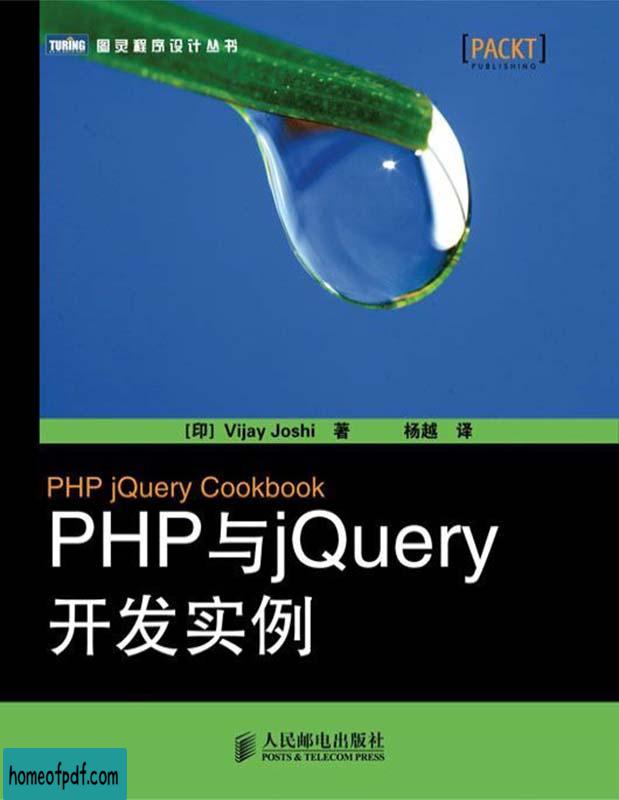 TURING 图灵程序设计丛书
[PACKT]
PUBLISHING
[印] Vijay Joshi 著 杨越 译
PHP jQuery Cookbook
PHP与jQuery
开发实例
人民邮电出版社
POSTS & TELECOM PRESS
homeofpdf.com